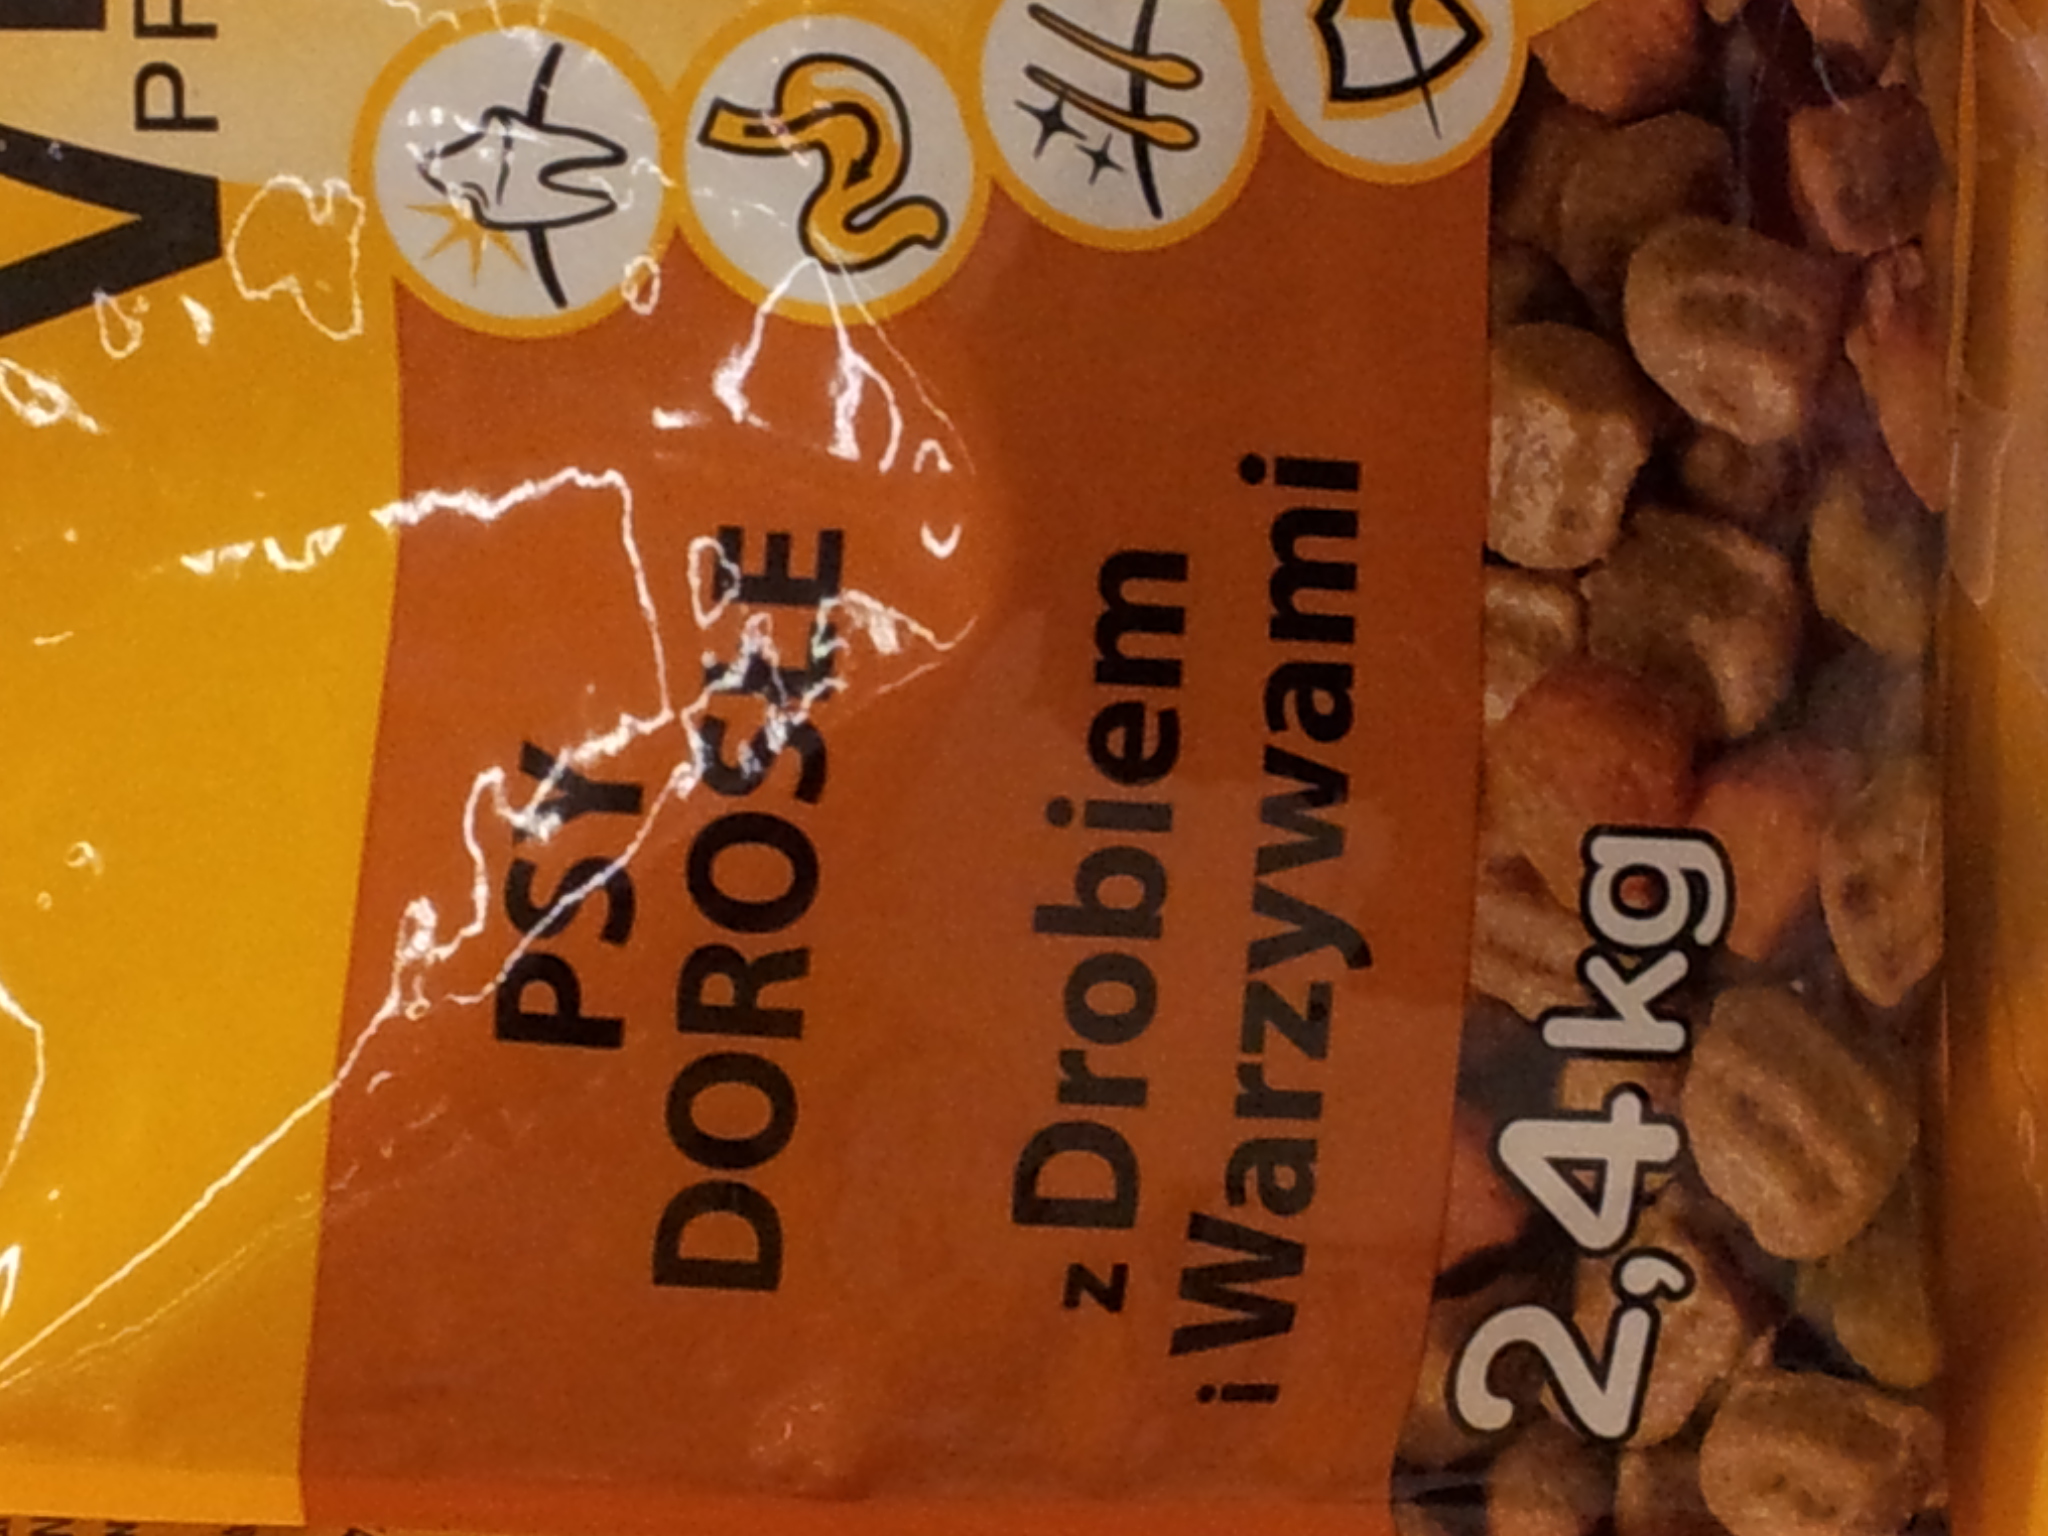 PSY
DOROSŁE
z Drobiem
i Warzywami
2,4 kg